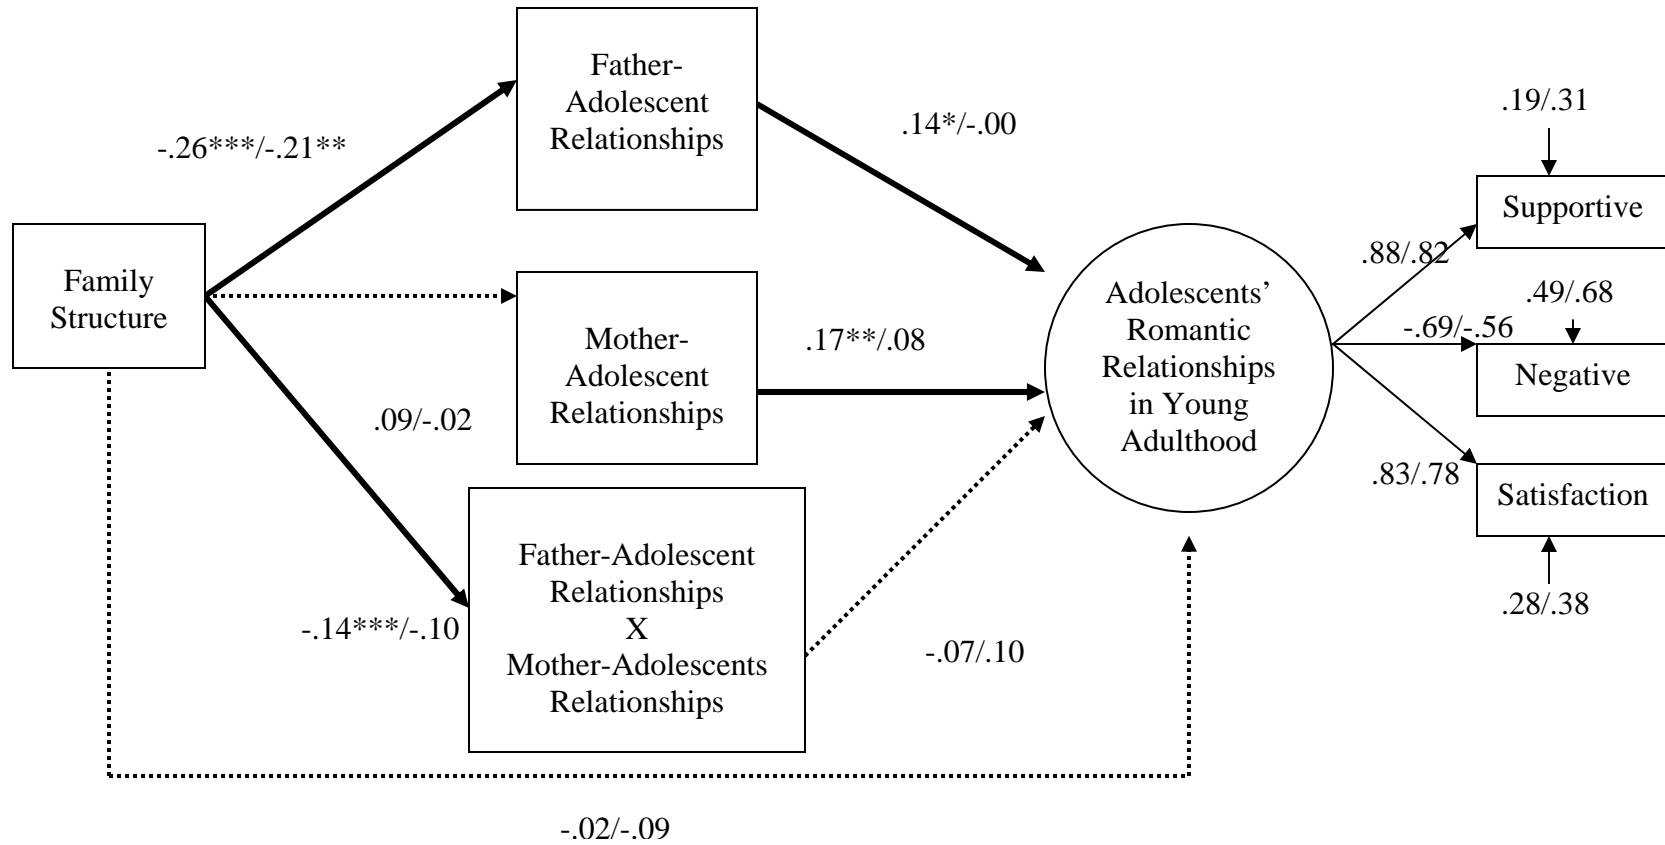 Father-
Adolescent
Relationships
.19/.31
.14*/-.00
-.26***/-.21**
Supportive
Family
Structure
.88/.82
Adolescents’
Romantic
Relationships
in Young
Adulthood
.49/.68
-.69/-.56
Mother-
Adolescent
Relationships
.17**/.08
Negative
.09/-.02
.83/.78
Satisfaction
Father-Adolescent
Relationships
X
Mother-Adolescents
Relationships
.28/.38
-.14***/-.10
-.07/.10
-.02/-.09